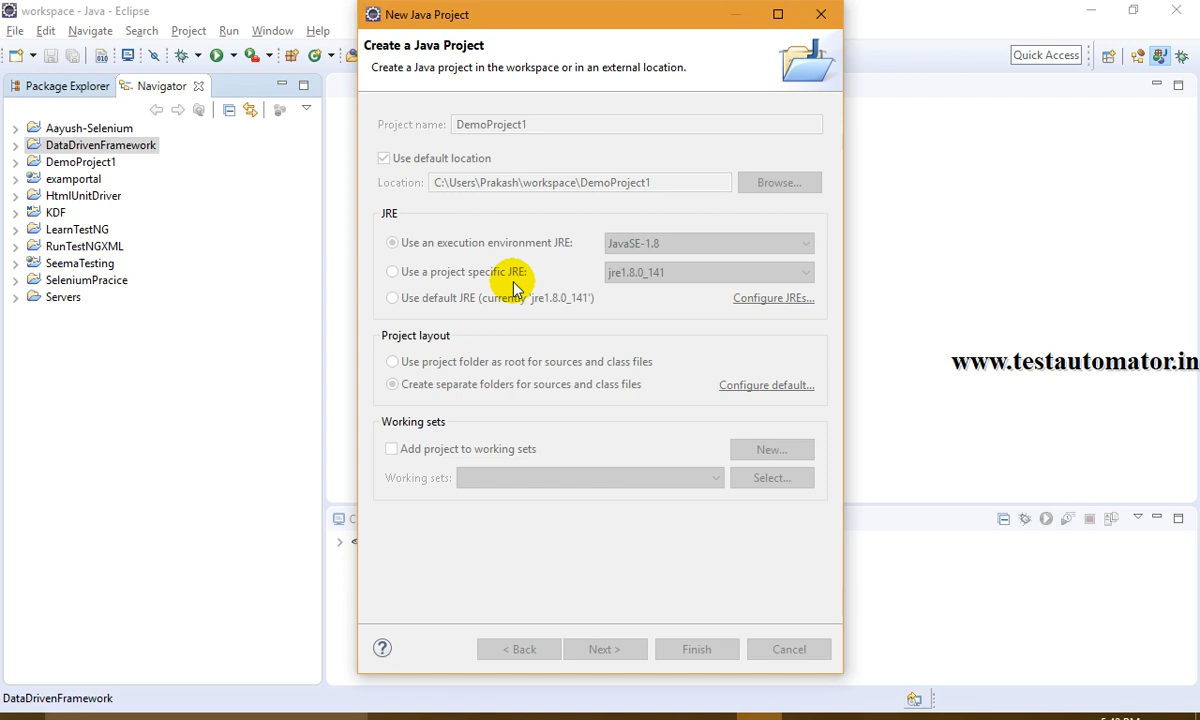 workspace - Java - Eclipse
File Edit Navigate Search Project Run Window Help
Quick Access
Package Explorer Navigator
Aayush-Selenium
DataDrivenFramework
DemoProject1
examportal
HtmlUnitDriver
KDF
LearnTestNG
RunTestNGXML
SeemaTesting
SeleniumPracice
Servers
New Java Project
Create a Java Project
Create a Java project in the workspace or in an external location.
Project name: DemoProject1
Use default location
Location: C:\Users\Prakash\workspace\DemoProject1 Browse...
JRE
Use an execution environment JRE: JavaSE-1.8
Use a project specific JRE: jre1.8.0_141
Use default JRE (currently 'jre1.8.0_141') Configure JREs...
Project layout
Use project folder as root for sources and class files
Create separate folders for sources and class files Configure default...
Working sets
Add project to working sets New...
Working sets: Select...
? < Back Next > Finish Cancel
www.testautomator.in
DataDrivenFramework